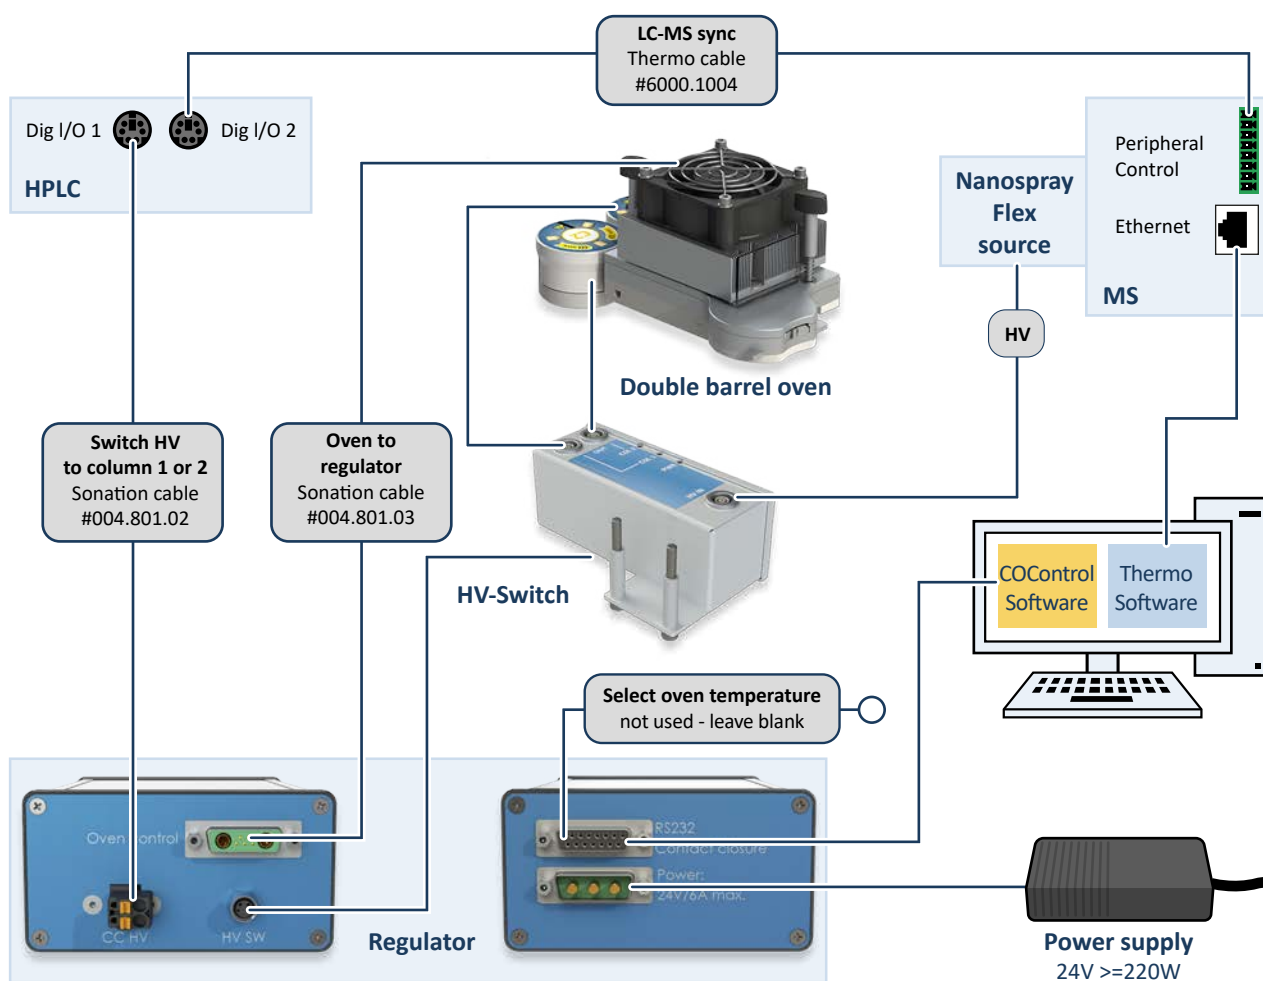 LC-MS sync
Thermo cable
#6000.1004
Dig I/O 1
Dig I/O 2
HPLC
Peripheral
Control
Ethernet
MS
Nanospray
Flex
source
HV
Double barrel oven
Switch HV
to column 1 or 2
Sonation cable
#004.801.02
Oven to
regulator
Sonation cable
#004.801.03
HV-Switch
COControl
Software
Thermo
Software
Select oven temperature
not used - leave blank
Oven Control
CC HV
HV SW
Regulator
RS232
Contact closure
Power:
24V/6A max.
Power supply
24V >=220W